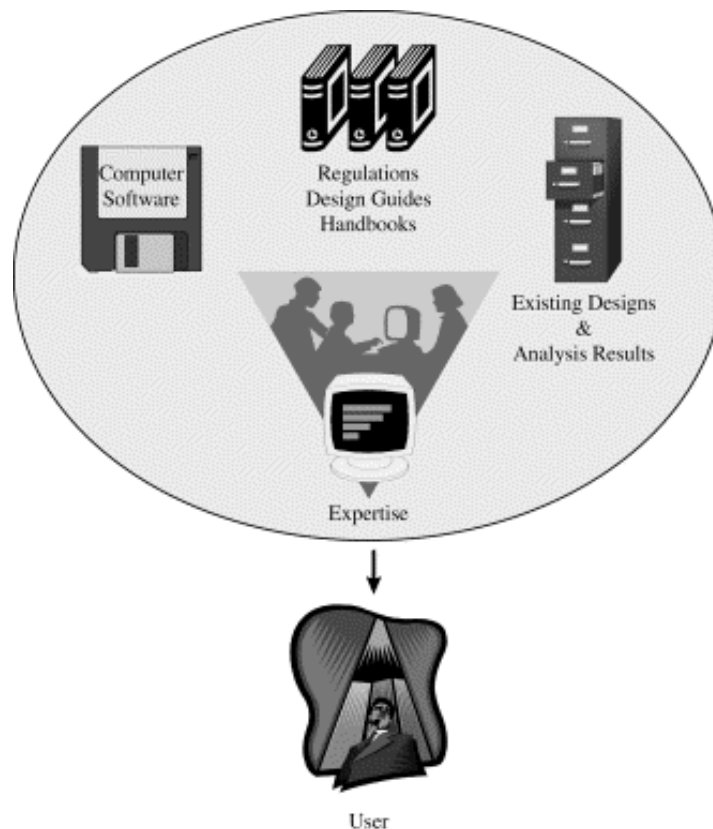 Computer
Software
Regulations
Design Guides
Handbooks
Existing Designs
&
Analysis Results
Expertise
User